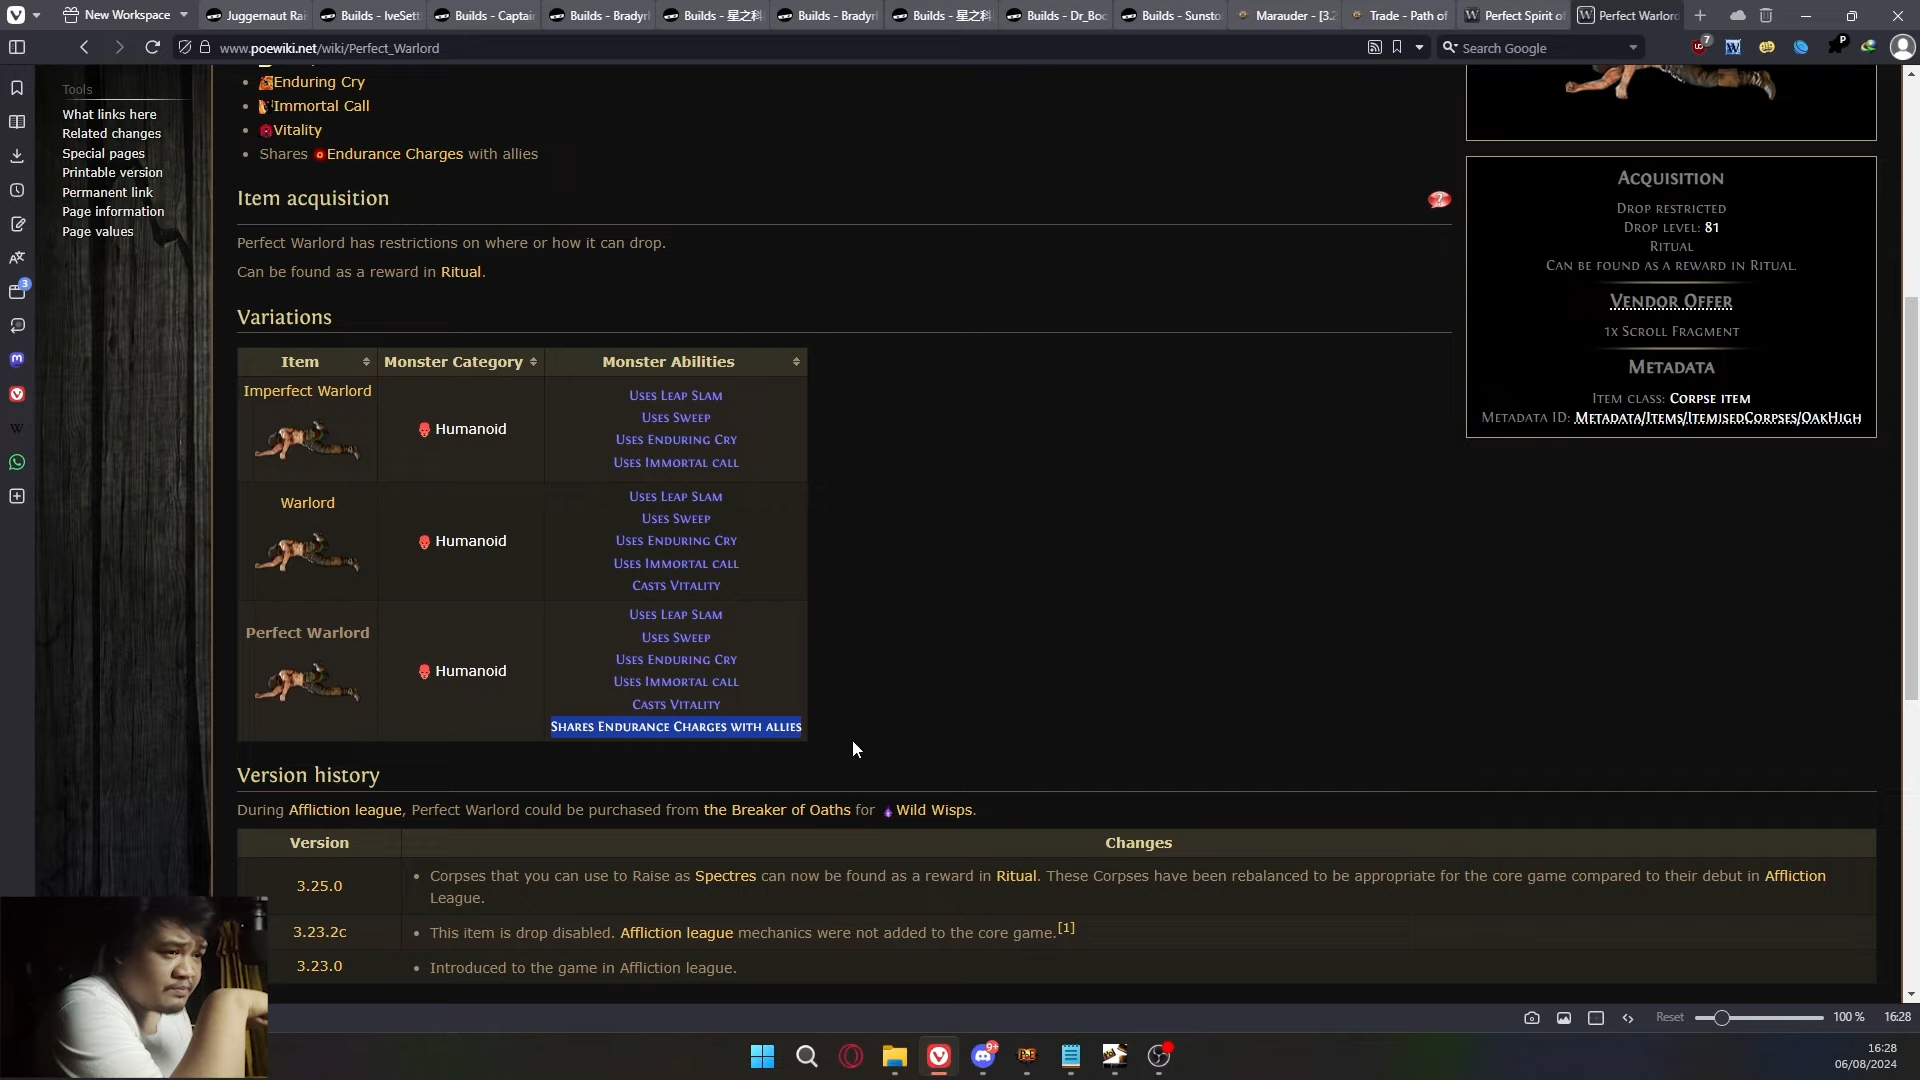 New Workspace
Juggernaut Rai
Builds - IveSett
Builds - Captai
Builds - Bradyrl
Builds - 星之科
Builds - Bradyrl
Builds - 星之科
Builds - Dr_Boc
Builds - Sunsto
Marauder - [3.2
Trade - Path of
Perfect Spirit of
Perfect Warlord
www.poewiki.net/wiki/Perfect_Warlord
Search Google
7
P
Tools
What links here
Related changes
Special pages
Printable version
Permanent link
Page information
Page values
3
Enduring Cry
Immortal Call
Vitality
Shares Endurance Charges with allies
Item acquisition
Perfect Warlord has restrictions on where or how it can drop.
Can be found as a reward in Ritual.
Variations
Item
Monster Category
Monster Abilities
Imperfect Warlord
Humanoid
Uses Leap Slam
Uses Sweep
Uses Enduring Cry
Uses Immortal call
Warlord
Humanoid
Uses Leap Slam
Uses Sweep
Uses Enduring Cry
Uses Immortal call
Casts Vitality
Perfect Warlord
Humanoid
Uses Leap Slam
Uses Sweep
Uses Enduring Cry
Uses Immortal call
Casts Vitality
Shares Endurance Charges with allies
Acquisition
Drop restricted
Drop level: 81
Ritual
Can be found as a reward in Ritual.
Vendor Offer
1x Scroll Fragment
Metadata
Item class: Corpse item
Metadata ID: Metadata/Items/ItemisedCorpses/OakHigh
Version history
During Affliction league, Perfect Warlord could be purchased from the Breaker of Oaths for Wild Wisps.
Version
Changes
3.25.0
Corpses that you can use to Raise as Spectres can now be found as a reward in Ritual. These Corpses have been rebalanced to be appropriate for the core game compared to their debut in Affliction
League.
3.23.2c
This item is drop disabled. Affliction league mechanics were not added to the core game.[1]
3.23.0
Introduced to the game in Affliction league.
Reset
100 %
16:28
9+
PoE
16:28
06/08/2024